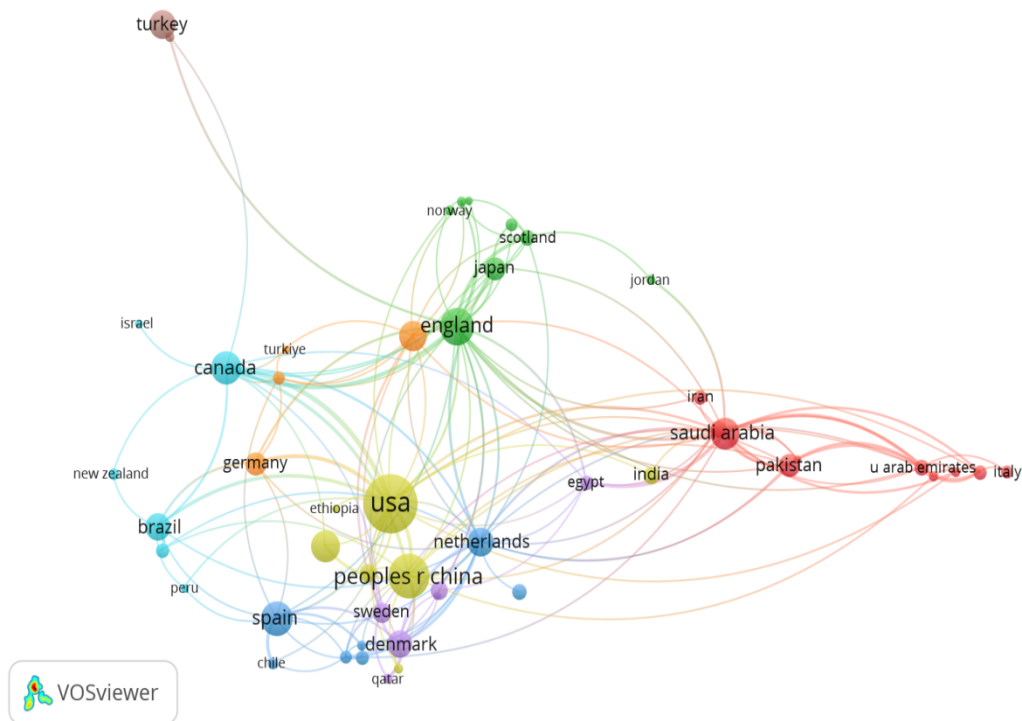 turkey
norway
scotland
japan
jordan
israel
england
turkiye
canada
iran
saudi arabia
germany
pakistan
u arab emirates
italy
new zealand
india
egypt
usa
ethiopia
brazil
netherlands
peoples r china
peru
sweden
spain
denmark
chile
qatar
VOSviewer